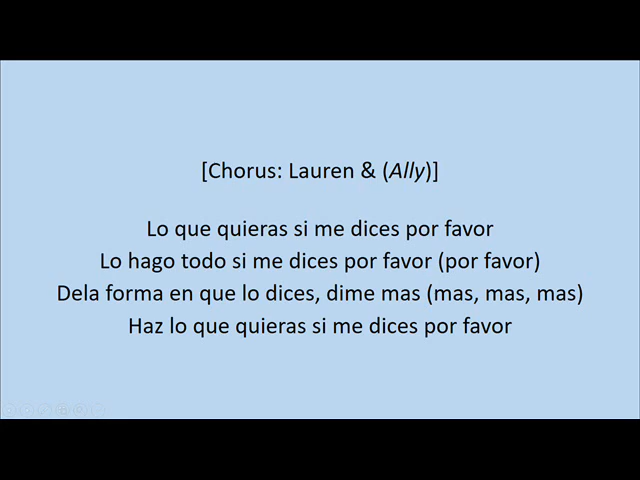 [Chorus: Lauren & (Ally)]
Lo que quieras si me dices por favor
Lo hago todo si me dices por favor (por favor)
Dela forma en que lo dices, dime mas (mas, mas, mas)
Haz lo que quieras si me dices por favor